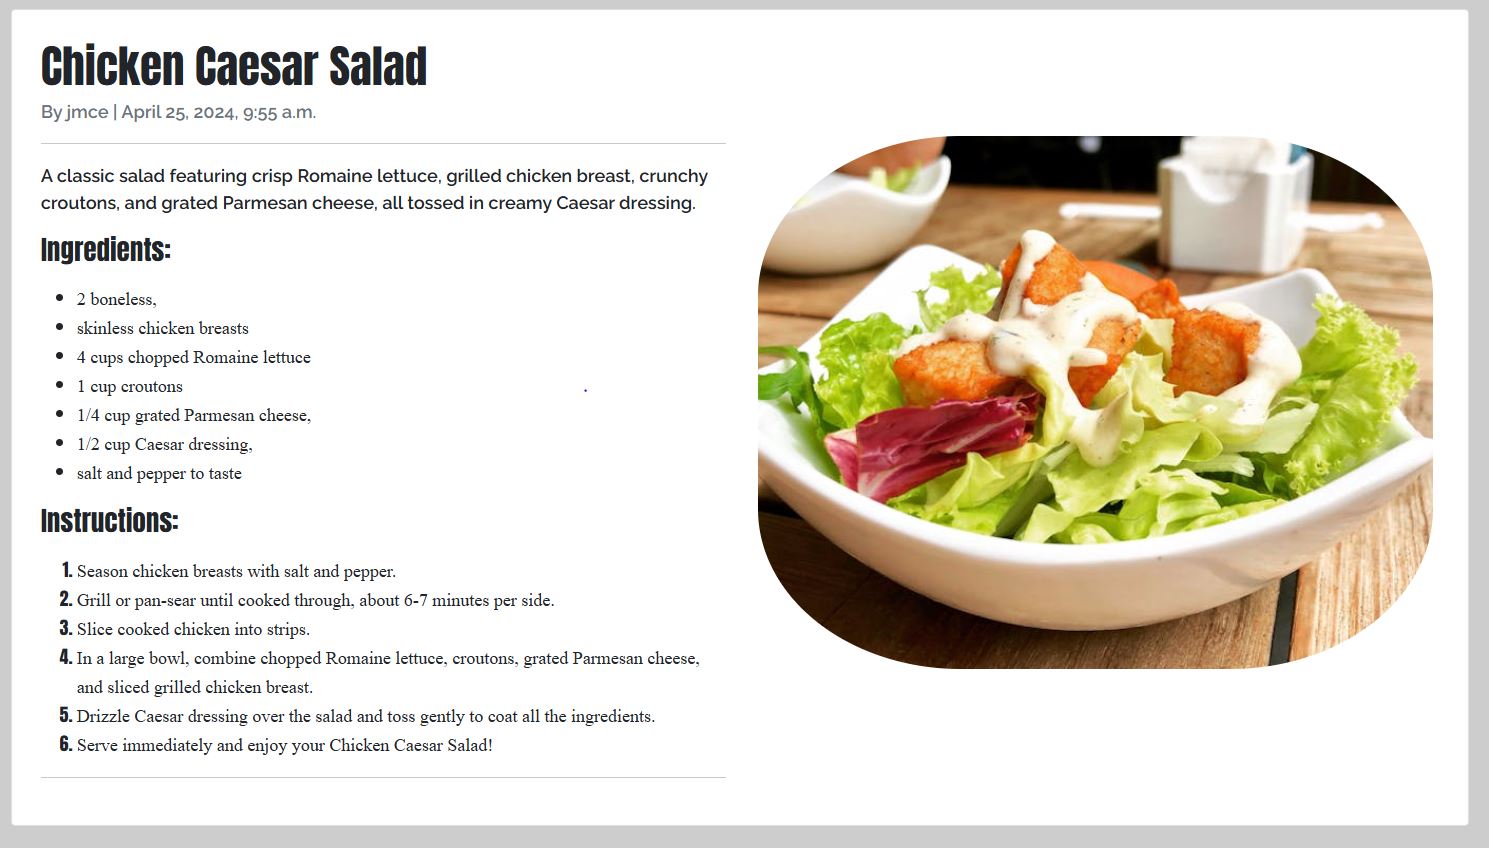 Chicken Caesar Salad
By jmce | April 25, 2024, 9:55 a.m.
A classic salad featuring crisp Romaine lettuce, grilled chicken breast, crunchy
croutons, and grated Parmesan cheese, all tossed in creamy Caesar dressing.
Ingredients:
2 boneless,
skinless chicken breasts
4 cups chopped Romaine lettuce
1 cup croutons
1/4 cup grated Parmesan cheese,
1/2 cup Caesar dressing,
salt and pepper to taste
Instructions:
1. Season chicken breasts with salt and pepper.
2. Grill or pan-sear until cooked through, about 6-7 minutes per side.
3. Slice cooked chicken into strips.
4. In a large bowl, combine chopped Romaine lettuce, croutons, grated Parmesan cheese,
and sliced grilled chicken breast.
5. Drizzle Caesar dressing over the salad and toss gently to coat all the ingredients.
6. Serve immediately and enjoy your Chicken Caesar Salad!